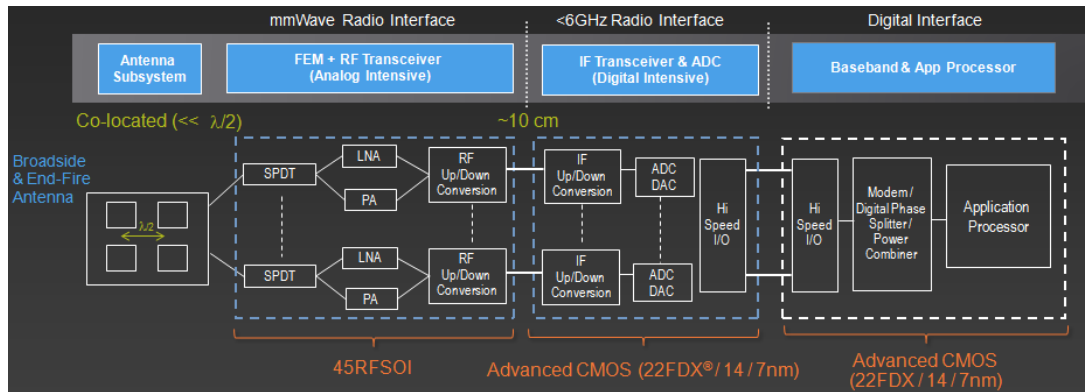 mmWave Radio Interface
<6GHz Radio Interface
Digital Interface
Antenna
Subsystem
FEM + RF Transceiver
(Analog Intensive)
IF Transceiver & ADC
(Digital Intensive)
Baseband & App Processor
Co-located (<< λ/2)
~10 cm
Broadside
& End-Fire
Antenna
λ/2
SPDT
LNA
PA
RF
Up/Down
Conversion
IF
Up/Down
Conversion
ADC
DAC
Hi
Speed
I/O
Hi
Speed
I/O
Modem /
Digital Phase
Splitter /
Power
Combiner
Application
Processor
SPDT
LNA
PA
RF
Up/Down
Conversion
IF
Up/Down
Conversion
ADC
DAC
45RFSOI
Advanced CMOS (22FDX® / 14 / 7nm)
Advanced CMOS
(22FDX / 14 / 7nm)